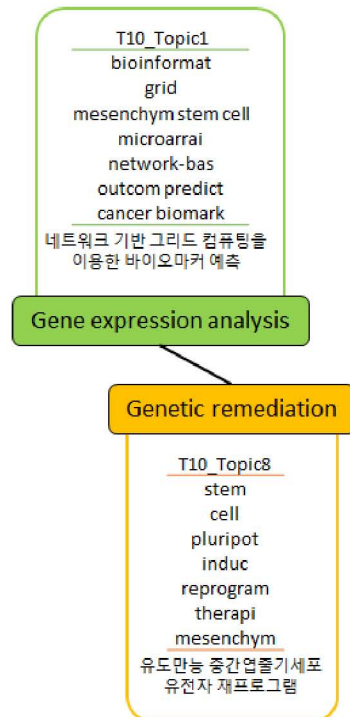 T10_Topic1
bioinformat
grid
mesenchym stem cell
microarrai
network-bas
outcom predict
cancer biomark
네트워크 기반 그리드 컴퓨팅을
이용한 바이오마커 예측
Gene expression analysis
Genetic remediation
T10_Topic8
stem
cell
pluripot
induc
reprogram
therapi
mesenchym
유도만능 중간엽줄기세포
유전자 재프로그램